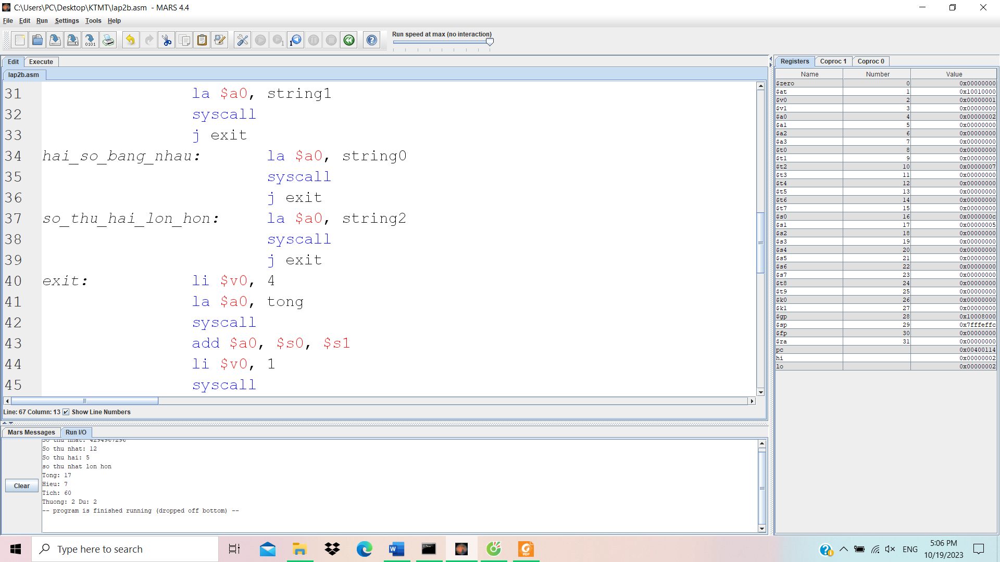 C:\Users\PC\Desktop\KTMT\lap2b.asm - MARS 4.4
File Edit Run Settings Tools Help
Run speed at max (no interaction)
Edit Execute
lap2b.asm
31 la $a0, string1
32 syscall
33 j exit
34 hai_so_bang_nhau: la $a0, string0
35 syscall
36 j exit
37 so_thu_hai_lon_hon: la $a0, string2
38 syscall
39 j exit
40 exit: li $v0, 4
41 la $a0, tong
42 syscall
43 add $a0, $s0, $s1
44 li $v0, 1
45 syscall
Line: 67 Column: 13 Show Line Numbers
Mars Messages Run I/O
Clear
So thu nhat: 4294967296
So thu nhat: 12
So thu hai: 5
so thu nhat lon hon
Tong: 17
Hieu: 7
Tich: 60
Thuong: 2 Du: 2
-- program is finished running (dropped off bottom) --
Registers Coproc 1 Coproc 0
Name Number Value
$zero 0 0x00000000
$at 1 0x10010000
$v0 2 0x00000001
$v1 3 0x00000000
$a0 4 0x00000002
$a1 5 0x00000000
$a2 6 0x00000000
$a3 7 0x00000000
$t0 8 0x00000000
$t1 9 0x00000000
$t2 10 0x00000007
$t3 11 0x00000000
$t4 12 0x00000000
$t5 13 0x00000000
$t6 14 0x00000000
$t7 15 0x00000000
$s0 16 0x0000000c
$s1 17 0x00000005
$s2 18 0x00000000
$s3 19 0x00000000
$s4 20 0x00000000
$s5 21 0x00000000
$s6 22 0x00000000
$s7 23 0x00000000
$t8 24 0x00000000
$t9 25 0x00000000
$k0 26 0x00000000
$k1 27 0x00000000
$gp 28 0x10008000
$sp 29 0x7fffeffc
$fp 30 0x00000000
$ra 31 0x00000000
pc 0x00400114
hi 0x00000002
lo 0x00000002
Type here to search
ENG
5:06 PM
10/19/2023